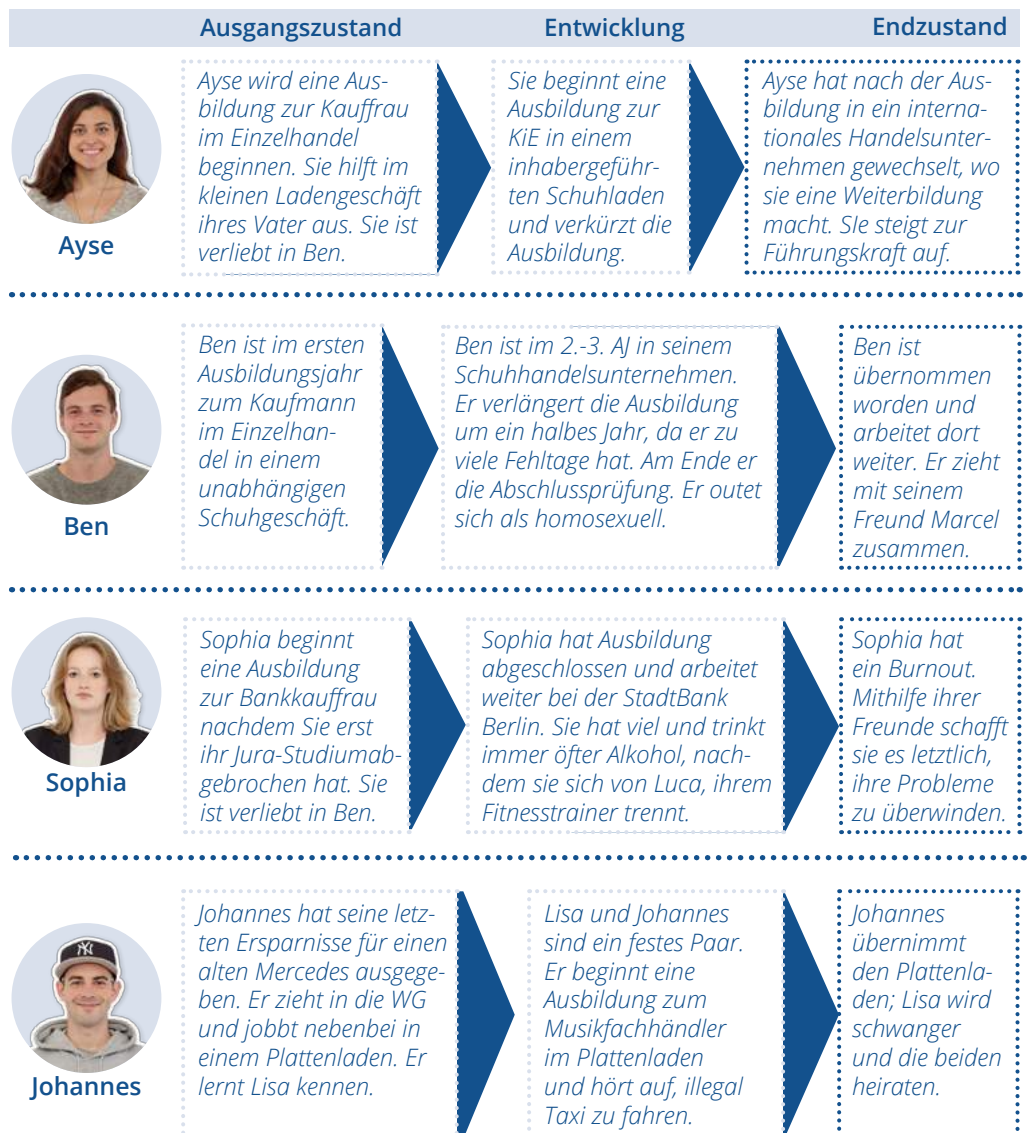 Ausgangszustand Entwicklung Endzustand
Ayse wird eine Aus-
bildung zur Kauffrau
im Einzelhandel
beginnen. Sie hilft im
kleinen Ladengeschäft
ihres Vater aus. Sie ist
verliebt in Ben.
Sie beginnt eine
Ausbildung zur
KiE in einem
inhabergeführ-
ten Schuhladen
und verkürzt die
Ausbildung.
Ayse hat nach der Aus-
bildung in ein interna-
tionales Handelsunter-
nehmen gewechselt, wo
sie eine Weiterbildung
macht. SIe steigt zur
Führungskraft auf.
Ayse
Ben ist im ersten
Ausbildungsjahr
zum Kaufmann
im Einzelhan-
del in einem
unabhängigen
Schuhgeschäft.
Ben ist im 2.-3. AJ in seinem
Schuhhandelsunternehmen.
Er verlängert die Ausbildung
um ein halbes Jahr, da er zu
viele Fehltage hat. Am Ende er
die Abschlussprüfung. Er outet
sich als homosexuell.
Ben ist
übernommen
worden und
arbeitet dort
weiter. Er zieht
mit seinem
Freund Marcel
zusammen.
Ben
Sophia beginnt
eine Ausbildung
zur Bankkauffrau
nachdem Sie erst
ihr Jura-Studiumab-
gebrochen hat. Sie
ist verliebt in Ben.
Sophia hat Ausbildung
abgeschlossen und arbeitet
weiter bei der StadtBank
Berlin. Sie hat viel und trinkt
immer öfter Alkohol, nach-
dem sie sich von Luca, ihrem
Fitnesstrainer trennt.
Sophia hat
ein Burnout.
Mithilfe ihrer
Freunde schafft
sie es letztlich,
ihre Probleme
zu überwinden.
Sophia
Johannes hat seine letz-
ten Ersparnisse für einen
alten Mercedes ausgege-
ben. Er zieht in die WG
und jobbt nebenbei in
einem Plattenladen. Er
lernt Lisa kennen.
Lisa und Johannes
sind ein festes Paar.
Er beginnt eine
Ausbildung zum
Musikfachhändler
im Plattenladen
und hört auf, illegal
Taxi zu fahren.
Johannes
übernimmt
den Plattenla-
den; Lisa wird
schwanger
und die beiden
heiraten.
Johannes